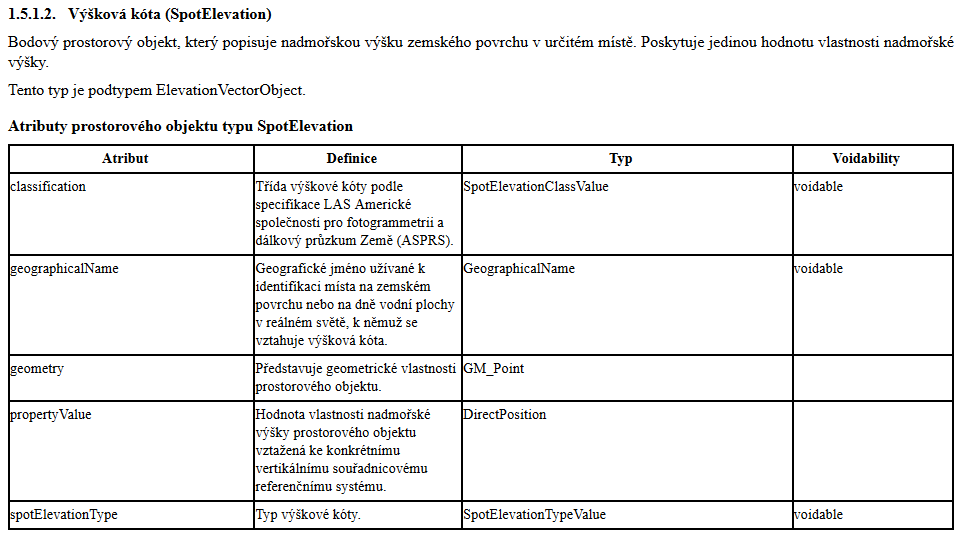 1.5.1.2. Výšková kóta (SpotElevation)
Bodový prostorový objekt, který popisuje nadmořskou výšku zemského povrchu v určitém místě. Poskytuje jedinou hodnotu vlastnosti nadmořské
výšky.
Tento typ je podtypem ElevationVectorObject.
Atributy prostorového objektu typu SpotElevation
Atribut Definice Typ Voidability
classification Třída výškové kóty podle SpotElevationClassValue voidable
specifikace LAS Americké
společnosti pro fotogrammetrii a
dálkový průzkum Země (ASPRS).
geographicalName Geografické jméno užívané k GeographicalName voidable
identifikaci místa na zemském
povrchu nebo na dně vodní plochy
v reálném světě, k němuž se
vztahuje výšková kóta.
geometry Představuje geometrické vlastnosti GM_Point
prostorového objektu.
propertyValue Hodnota vlastnosti nadmořské DirectPosition
výšky prostorového objektu
vztažená ke konkrétnímu
vertikálnímu souřadnicovému
referenčnímu systému.
spotElevationType Typ výškové kóty. SpotElevationTypeValue voidable